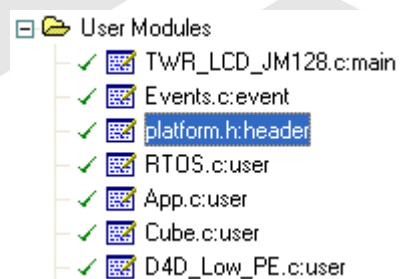 User Modules
TWR_LCD_JM128.c:main
Events.c:event
platform.h:header
RTOS.c:user
App.c:user
Cube.c:user
D4D_Low_PE.c:user